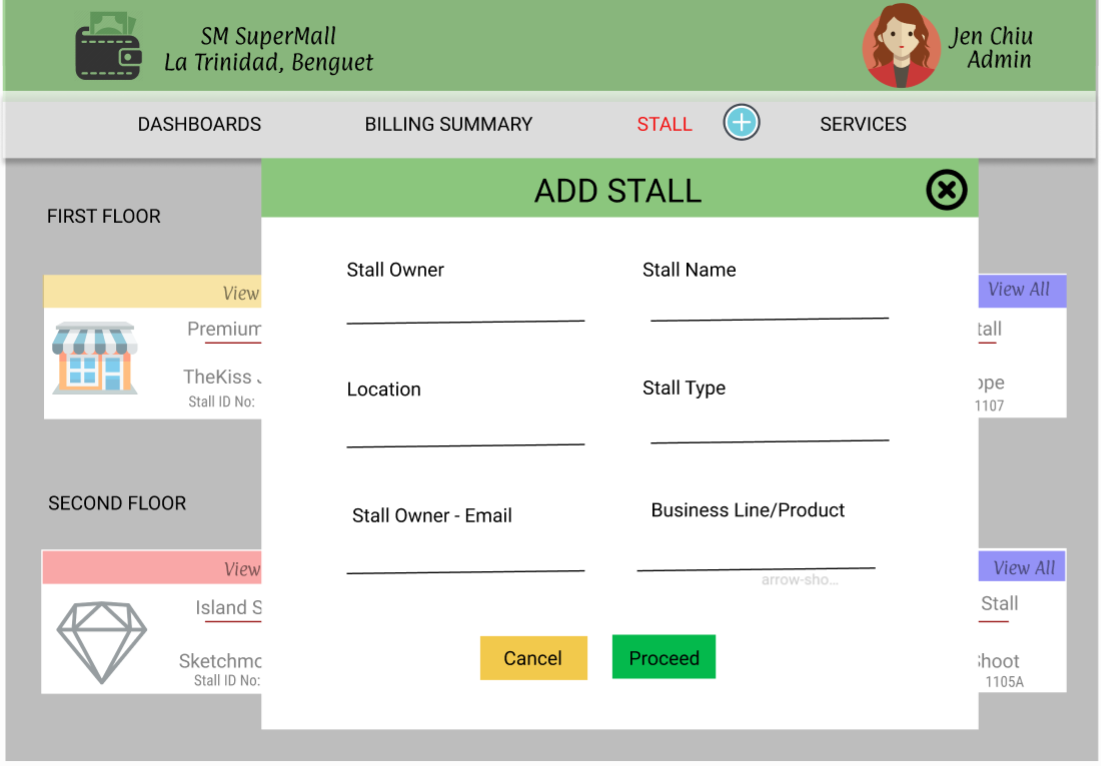 SM SuperMall
La Trinidad, Benguet
Jen Chiu
Admin
DASHBOARDS
BILLING SUMMARY
STALL
SERVICES
ADD STALL
FIRST FLOOR
View
Premium
TheKiss
Stall ID No:
Stall Owner
Stall Name
Location
Stall Type
Stall Owner - Email
Business Line/Product
arrow-sho...
Cancel
Proceed
View All
tall
ope
1107
SECOND FLOOR
View
Island S
Sketchmo
Stall ID No:
View All
Stall
Shoot
1105A